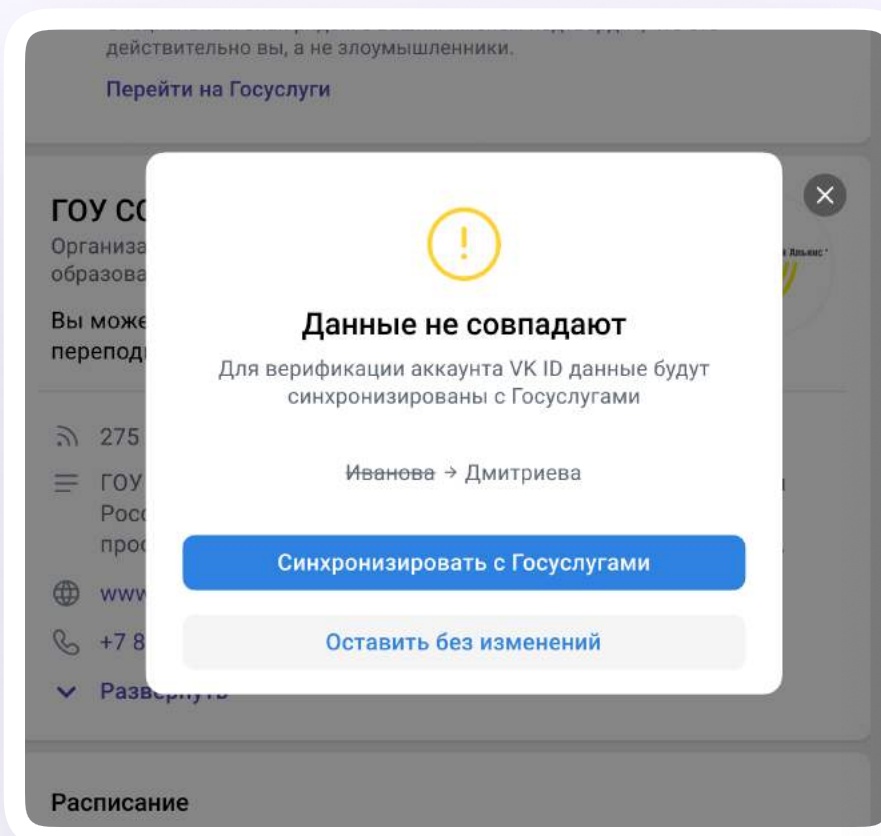 действительно вы, а не злоумышленники.
Перейти на Госуслуги
ГОУ
Организа
образова
Вы може
перепод
Данные не совпадают
Для верификации аккаунта VK ID данные будут
синхронизированы с Госуслугами
275
Иванова → Дмитриева
ГОУ
Росс
прос
Синхронизировать с Госуслугами
www
+7 8
Оставить без изменений
Развернуть
Расписание